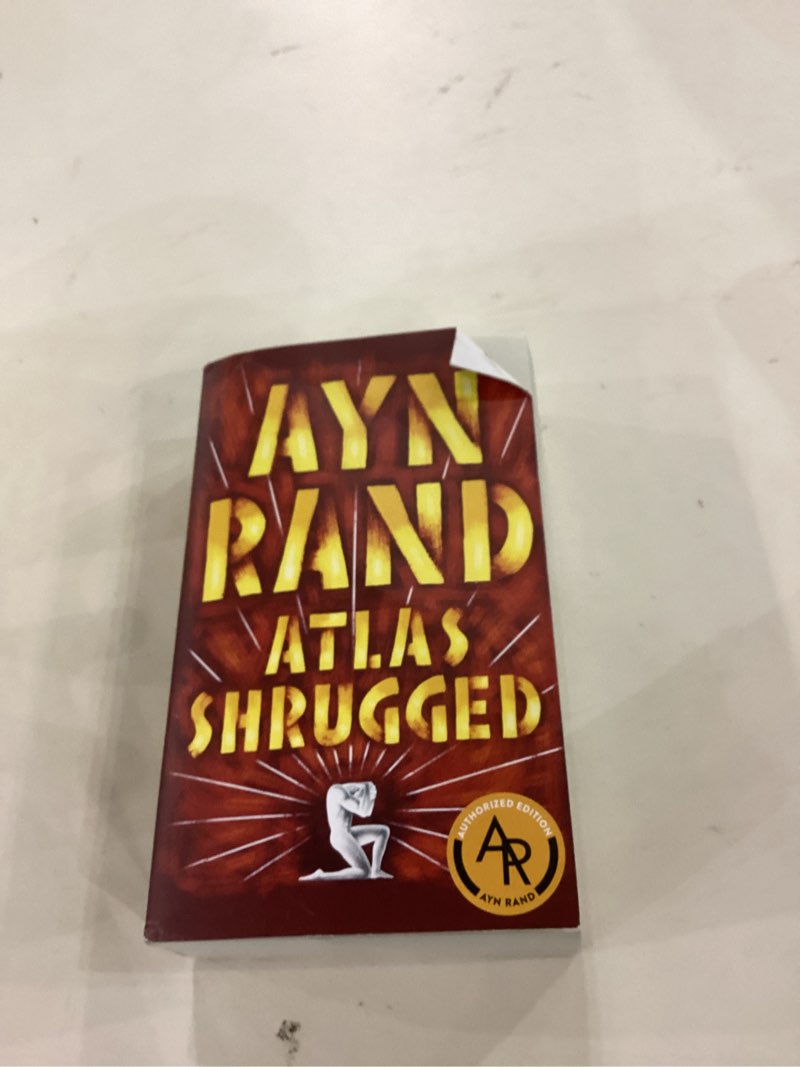 AYN
RAND
ATLAS
SHRUGGED
AUTHORIZED EDITION
AR
AYN RAND